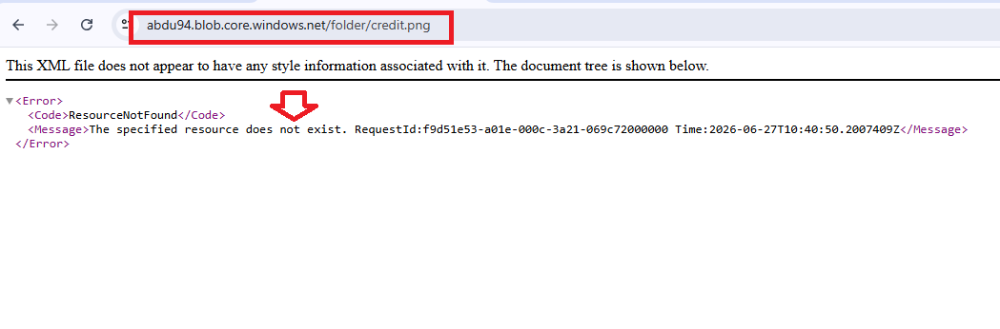 abdu94.blob.core.windows.net/folder/credit.png
This XML file does not appear to have any style information associated with it. The document tree is shown below.
<Error>
<Code>ResourceNotFound</Code>
<Message>The specified resource does not exist. RequestId:f9d51e53-a01e-000c-3a21-069c72000000 Time:2026-06-27T10:40:50.2007409Z</Message>
</Error>